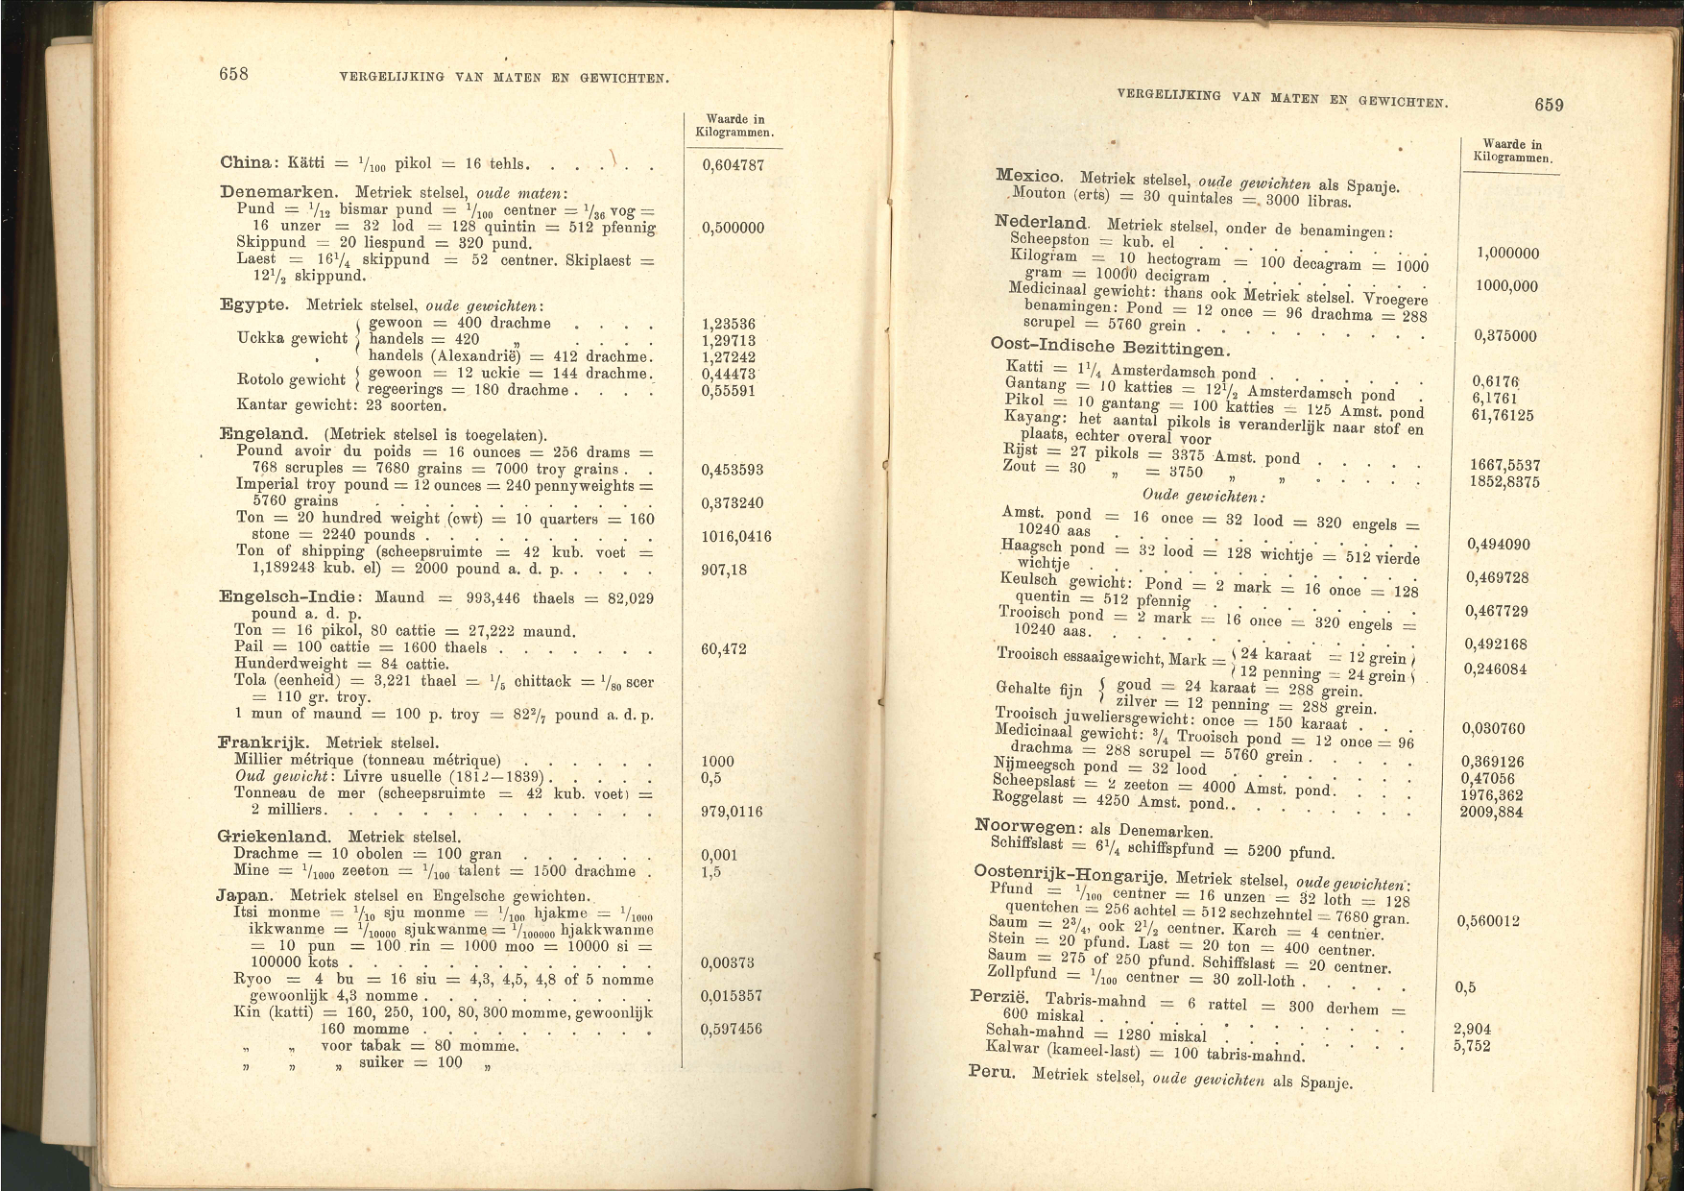 658
VERGELIJKING VAN MATEN EN GEWICHTEN.
Waarde in
Kilogrammen.
China: Kätti = 1/100 pikol = 16 tehls. . . . . . 0,604787
Denemarken. Metriek stelsel, oude maten:
Pund = 1/12 bismar pund = 1/100 centner = 1/36 vog =
16 unzer = 32 lod = 128 quintin = 512 pfennig 0,500000
Skippund = 20 liespund = 320 pund.
Laest = 16 1/4 skippund = 52 centner. Skiplaest =
12 1/2 skippund.
Egypte. Metriek stelsel, oude gewichten:
gewoon = 400 drachme . . . . 1,23536
Uckka gewicht { handels = 420 „ . . . . 1,29713
handels (Alexandrië) = 412 drachme. 1,27242
Rotolo gewicht { gewoon = 12 uckie = 144 drachme. 0,44473
regeerings = 180 drachme . . . . 0,55591
Kantar gewicht: 23 soorten.
Engeland. (Metriek stelsel is toegelaten).
Pound avoir du poids = 16 ounces = 256 drams =
768 scruples = 7680 grains = 7000 troy grains . . 0,453593
Imperial troy pound = 12 ounces = 240 pennyweights =
5760 grains . . . . . . . . . . . 0,373240
Ton = 20 hundred weight (cwt) = 10 quarters = 160
stone = 2240 pounds . . . . . . . . . 1016,0416
Ton of shipping (scheepsruimte = 42 kub. voet =
1,189243 kub. el) = 2000 pound a. d. p. . . . . 907,18
Engelsch-Indie: Maund = 993,446 thaels = 82,029
pound a. d. p.
Ton = 16 pikol, 80 cattie = 27,222 maund.
Pail = 100 cattie = 1600 thaels . . . . . . . 60,472
Hunderdweight = 84 cattie.
Tola (eenheid) = 3,221 thael = 1/5 chittack = 1/80 seer
= 110 gr. troy.
1 mun of maund = 100 p. troy = 82 2/7 pound a. d. p.
Frankrijk. Metriek stelsel.
Millier métrique (tonneau métrique) . . . . . . 1000
Oud gewicht: Livre usuelle (1812—1839) . . . . . 0,5
Tonneau de mer (scheepsruimte = 42 kub. voet) =
2 milliers. . . . . . . . . . . . . 979,0116
Griekenland. Metriek stelsel.
Drachme = 10 obolen = 100 gran . . . . . . 0,001
Mine = 1/1000 zeeton = 1/100 talent = 1500 drachme . 1,5
Japan. Metriek stelsel en Engelsche gewichten.
Itsi monme = 1/10 sju monme = 1/100 hjakme = 1/1000
ikkwanme = 1/10000 sjukwanme = 1/100000 hjakkwanme
= 10 pun = 100 rin = 1000 moo = 10000 si =
100000 kots . . . . . . . . . . . . 0,00373
Ryoo = 4 bu = 16 siu = 4,3, 4,5, 4,8 of 5 nomme
gewoonlijk 4,3 nomme . . . . . . . . . 0,015357
Kin (katti) = 160, 250, 100, 80, 300 momme, gewoonlijk
160 momme . . . . . . . . . 0,597456
„ „ voor tabak = 80 momme.
„ „ „ suiker = 100 „
VERGELIJKING VAN MATEN EN GEWICHTEN.
659
Waarde in
Kilogrammen.
Mexico. Metriek stelsel, oude gewichten als Spanje.
Mouton (erts) = 30 quintales = 3000 libras.
Nederland. Metriek stelsel, onder de benamingen:
Scheepston = kub. el . . . . . . . . . 1,000000
Kilogram = 10 hectogram = 100 decagram = 1000
gram = 10000 decigram . . . . . . . . 1000,000
Medicinaal gewicht: thans ook Metriek stelsel. Vroegere
benamingen: Pond = 12 once = 96 drachma = 288
scrupel = 5760 grein . . . . . . . . . 0,375000
Oost-Indische Bezittingen.
Katti = 1 1/4 Amsterdamsch pond . . . . . . . 0,6176
Gantang = 10 katties = 12 1/2 Amsterdamsch pond . 6,1761
Pikol = 10 gantang = 100 katties = 125 Amst. pond 61,76125
Kayang: het aantal pikols is veranderlijk naar stof en
plaats, echter overal voor
Rijst = 27 pikols = 3375 Amst. pond . . . . . 1667,5537
Zout = 30 „ = 3750 „ „ . . . . . 1852,8375
Oude gewichten:
Amst. pond = 16 once = 32 lood = 320 engels =
10240 aas . . . . . . . . . . . . 0,494090
Haagsch pond = 32 lood = 128 wichtje = 512 vierde
wichtje . . . . . . . . . . . . . 0,469728
Keulsch gewicht: Pond = 2 mark = 16 once = 128
quentin = 512 pfennig . . . . . . . . . 0,467729
Trooisch pond = 2 mark = 16 once = 320 engels =
10240 aas. . . . . . . . . . . . . 0,492168
Trooisch essaaigewicht, Mark = { 24 karaat = 12 grein }
{ 12 penning = 24 grein } 0,246084
Gehalte fijn { goud = 24 karaat = 288 grein.
zilver = 12 penning = 288 grein.
Trooisch juweliersgewicht: once = 150 karaat . . . 0,030760
Medicinaal gewicht: 3/4 Trooisch pond = 12 once = 96
drachma = 288 scrupel = 5760 grein . . . . . 0,369126
Nijmeegsch pond = 32 lood . . . . . . . . 0,47056
Scheepslast = 2 zeeton = 4000 Amst. pond. . . . 1976,362
Roggelast = 4250 Amst. pond. . . . . . . . 2009,884
Noorwegen: als Denemarken.
Schiffslast = 6 1/4 schiffspfund = 5200 pfund.
Oostenrijk-Hongarije. Metriek stelsel, oude gewichten:
Pfund = 1/100 centner = 16 unzen = 32 loth = 128
quentchen = 256 achtel = 512 sechzehntel = 7680 gran. 0,560012
Saum = 2 3/4, ook 2 1/2 centner. Karch = 4 centner.
Stein = 20 pfund. Last = 20 ton = 400 centner.
Saum = 275 of 250 pfund. Schiffslast = 20 centner.
Zollpfund = 1/100 centner = 30 zoll-loth . . . . . 0,5
Perzië. Tabris-mahnd = 6 rattel = 300 derhem =
600 miskal . . . . . . . . . . . . 2,904
Schah-mahnd = 1280 miskal . . . . . . . . 5,752
Kalwar (kameel-last) = 100 tabris-mahnd.
Peru. Metriek stelsel, oude gewichten als Spanje.